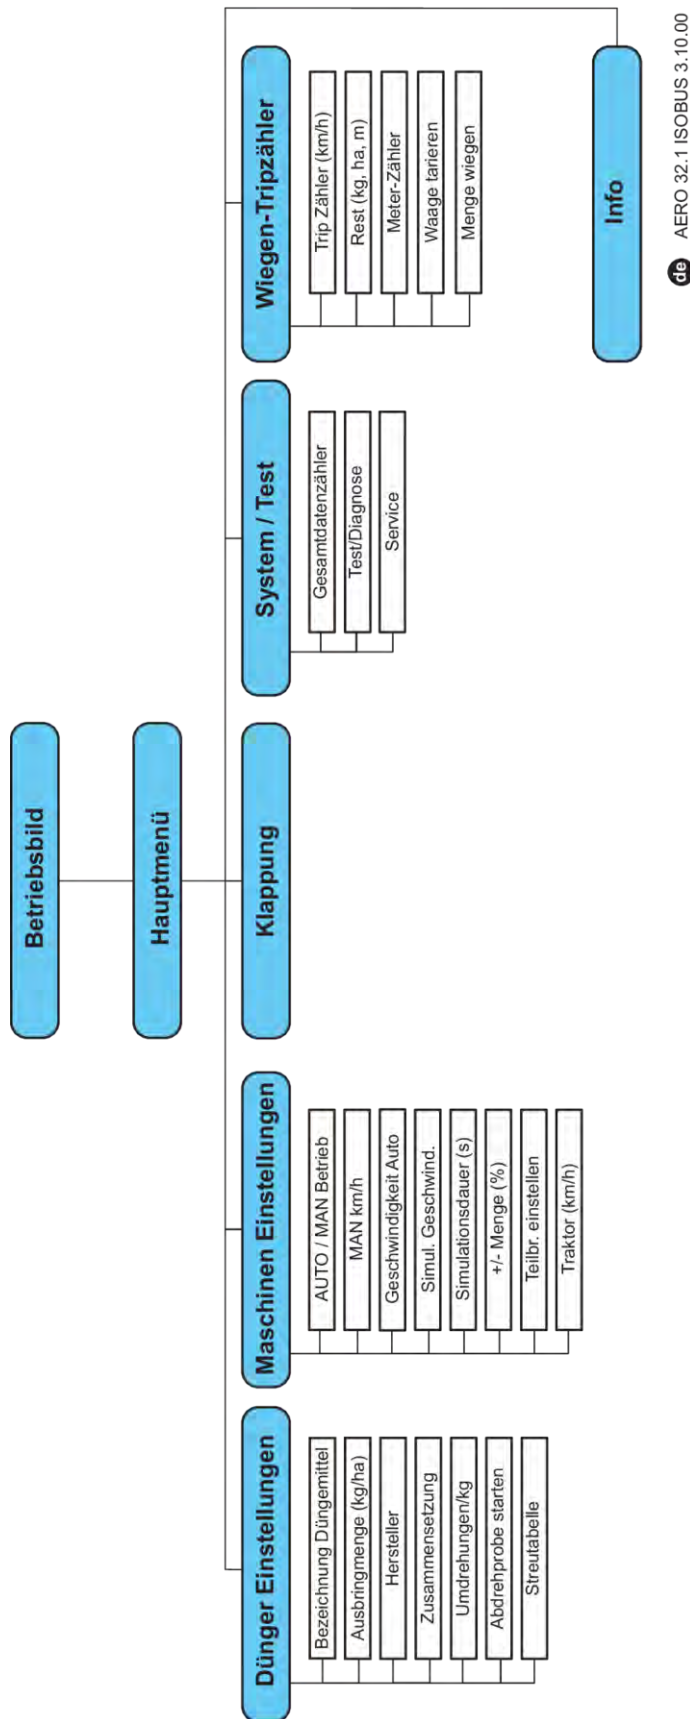 Betriebsbild
Hauptmenü
Dünger Einstellungen
Bezeichnung Düngemittel
Ausbringmenge (kg/ha)
Hersteller
Zusammensetzung
Umdrehungen/kg
Abdrehprobe starten
Streutabelle
Maschinen Einstellungen
AUTO / MAN Betrieb
MAN km/h
Geschwindigkeit Auto
Simul. Geschwind.
Simulationsdauer (s)
+/- Menge (%)
Teilbr. einstellen
Traktor (km/h)
Klappung
System / Test
Gesamtdatenzähler
Test/Diagnose
Service
Wiegen-Tripzähler
Trip Zähler (km/h)
Rest (kg, ha, m)
Meter-Zähler
Waage tarieren
Menge wiegen
Info
de AERO 32.1 ISOBUS 3.10.00